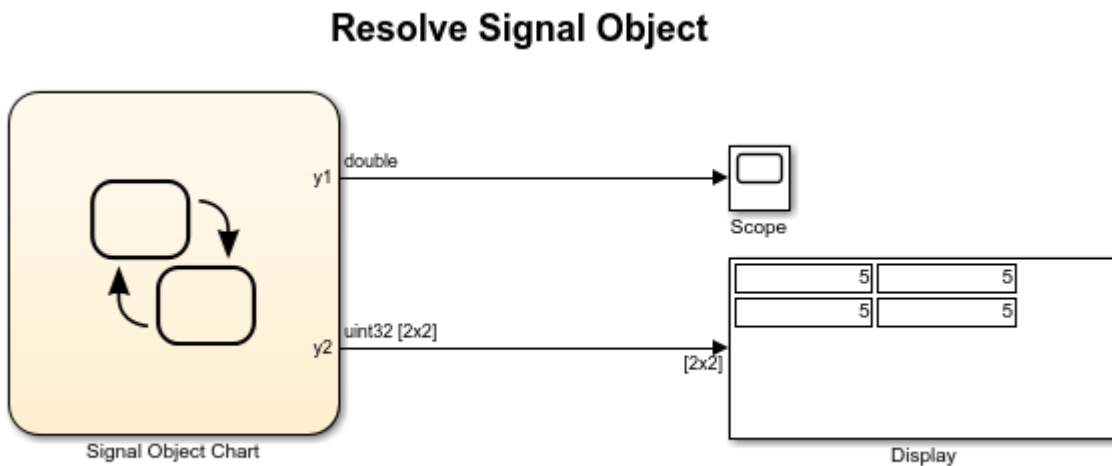 Resolve Signal Object
y1
double
Scope
5 5
5 5
y2
uint32 [2x2]
[2x2]
Signal Object Chart
Display